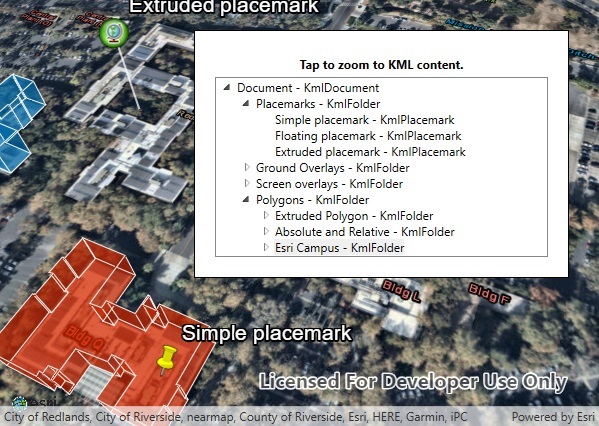 Extruded placemark
Tap to zoom to KML content.
Document - KmlDocument
Placemarks - KmlFolder
Simple placemark - KmlPlacemark
Floating placemark - KmlPlacemark
Extruded placemark - KmlPlacemark
Ground Overlays - KmlFolder
Screen overlays - KmlFolder
Polygons - KmlFolder
Extruded Polygon - KmlFolder
Absolute and Relative - KmlFolder
Esri Campus - KmlFolder
Bldg L
Bldg F
Bldg Q
Simple placemark
Licensed For Developer Use Only
esri
City of Redlands, City of Riverside, nearmap, County of Riverside, Esri, HERE, Garmin, iPC
Powered by Esri